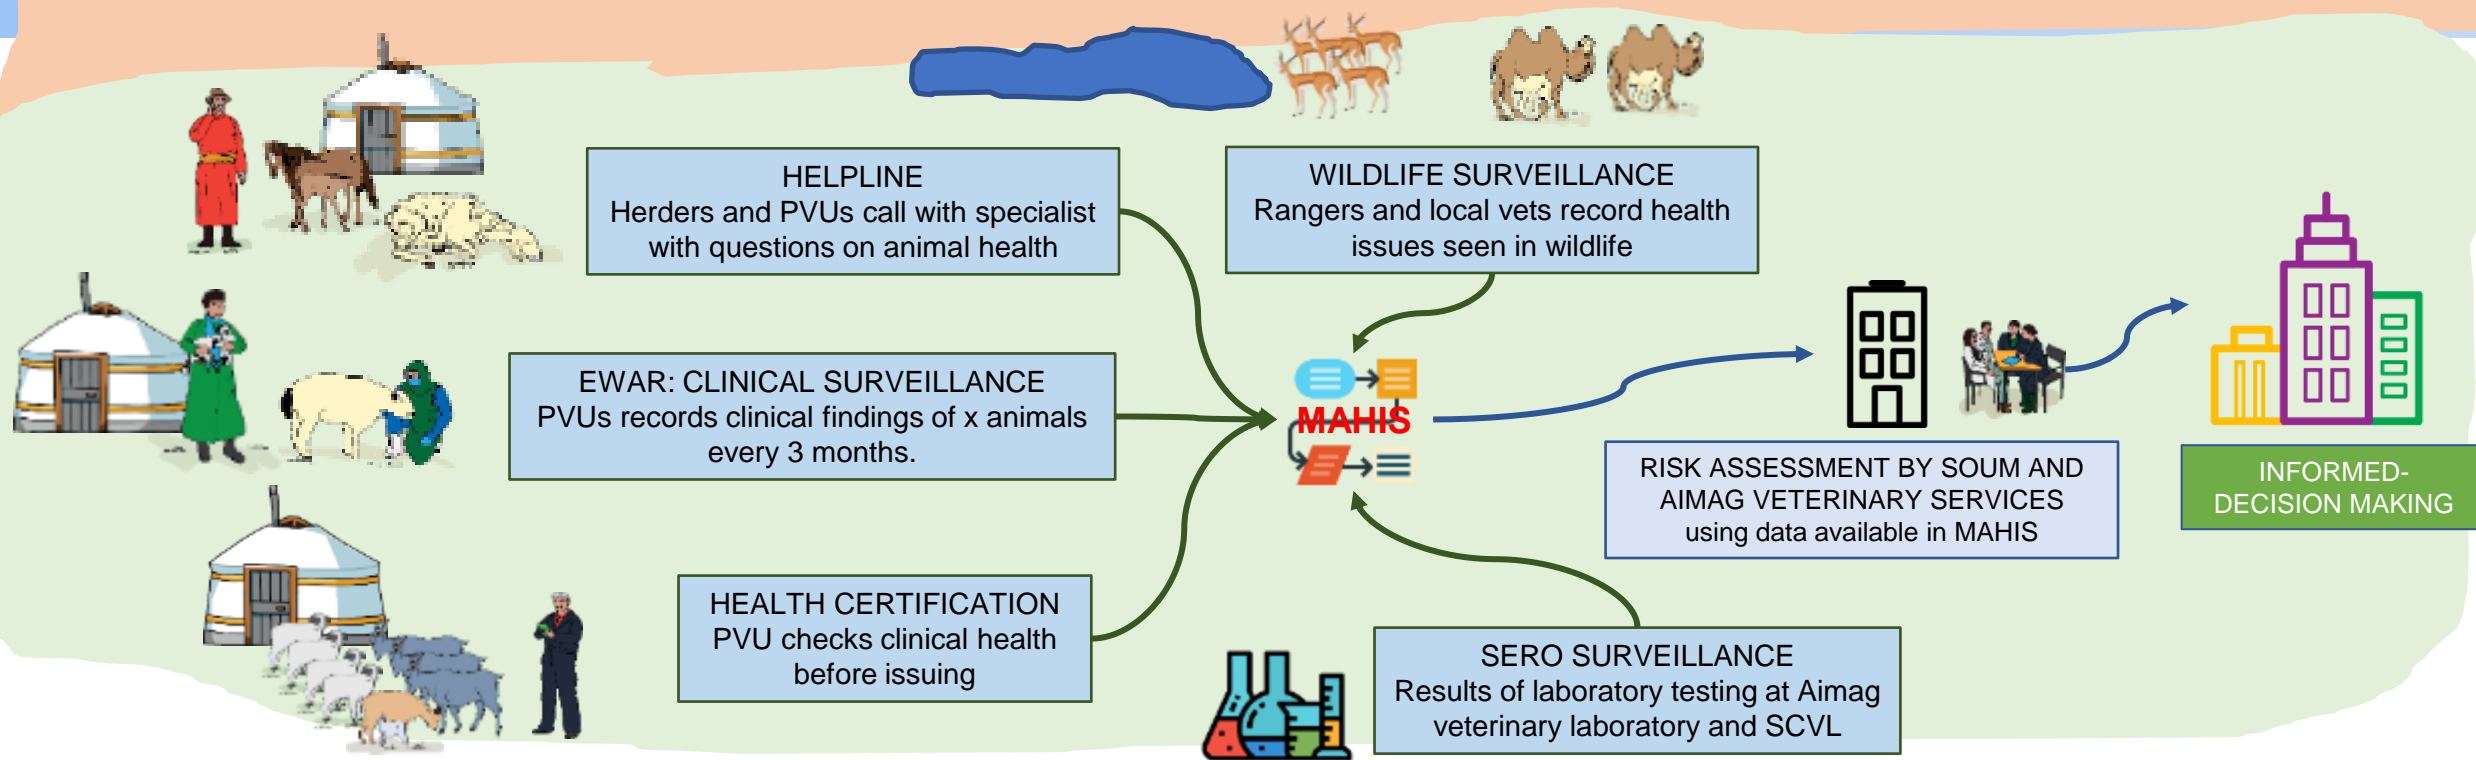 HELPLINE
Herders and PVUs call with specialist
with questions on animal health
WILDLIFE SURVEILLANCE
Rangers and local vets record health
issues seen in wildlife
EWAR: CLINICAL SURVEILLANCE
PVUs records clinical findings of x animals
every 3 months.
MAHIS
HEALTH CERTIFICATION
PVU checks clinical health
before issuing
SERO SURVEILLANCE
Results of laboratory testing at Aimag
veterinary laboratory and SCVL
RISK ASSESSMENT BY SOUM AND
AIMAG VETERINARY SERVICES
using data available in MAHIS
INFORMED-
DECISION MAKING